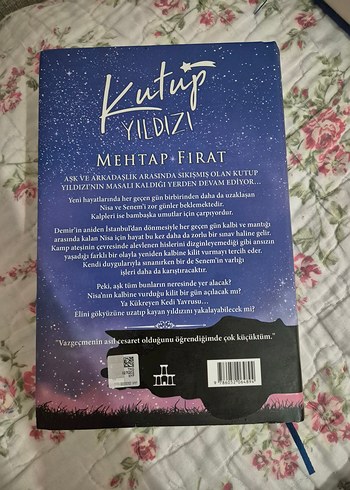 Kutup
YILDIZI
MEHTAP FIRAT
AŞK VE ARKADAŞLIK ARASINDA SIKIŞMIŞ OLAN KUTUP
YILDIZI'NIN MASALI KALDIĞI YERDEN DEVAM EDİYOR...
Yeni hayatlarında her geçen gün birbirinden daha da uzaklaşan
Nisa ve Senem'i zor günler beklemektedir.
Kalpleri ise bambaşka umutlar için çarpıyordur.
Demir'in aniden İstanbul'dan dönmesiyle her geçen gün kalbi ve mantığı
arasında kalan Nisa için hayat bu kez daha da zorlu bir sınav haline gelir.
Kamp ateşinin çevresinde alevlenen hislerini dizginleyemediği gibi ansızın
yaşadığı farklı bir olayla yeniden kalbine kilit vurmayı tercih eder.
Kendi duygularıyla sınanırken bir de Senem'in varlığı
işleri daha da karıştıracaktır.
Peki, aşk tüm bunların neresinde yer alacak?
Nisa'nın kalbine vurduğu kilit bir gün açılacak mı?
Ya Kükreyen Kedi Yavrusu...
Elini gökyüzüne uzatıp kayan yıldızını yakalayabilecek mi?
"Vazgeçmenin asıl cesaret olduğunu öğrendiğimde çok küçüktüm."